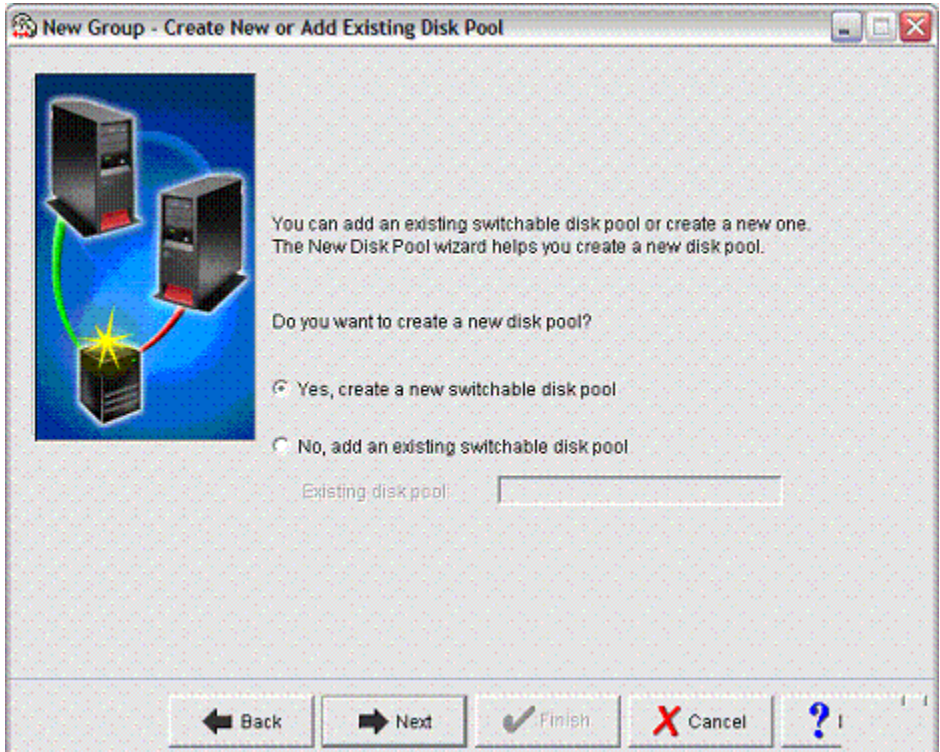 New Group - Create New or Add Existing Disk Pool
You can add an existing switchable disk pool or create a new one.
The New Disk Pool wizard helps you create a new disk pool.
Do you want to create a new disk pool?
Yes, create a new switchable disk pool
No, add an existing switchable disk pool
Existing disk pool:
Back Next Finish Cancel ?